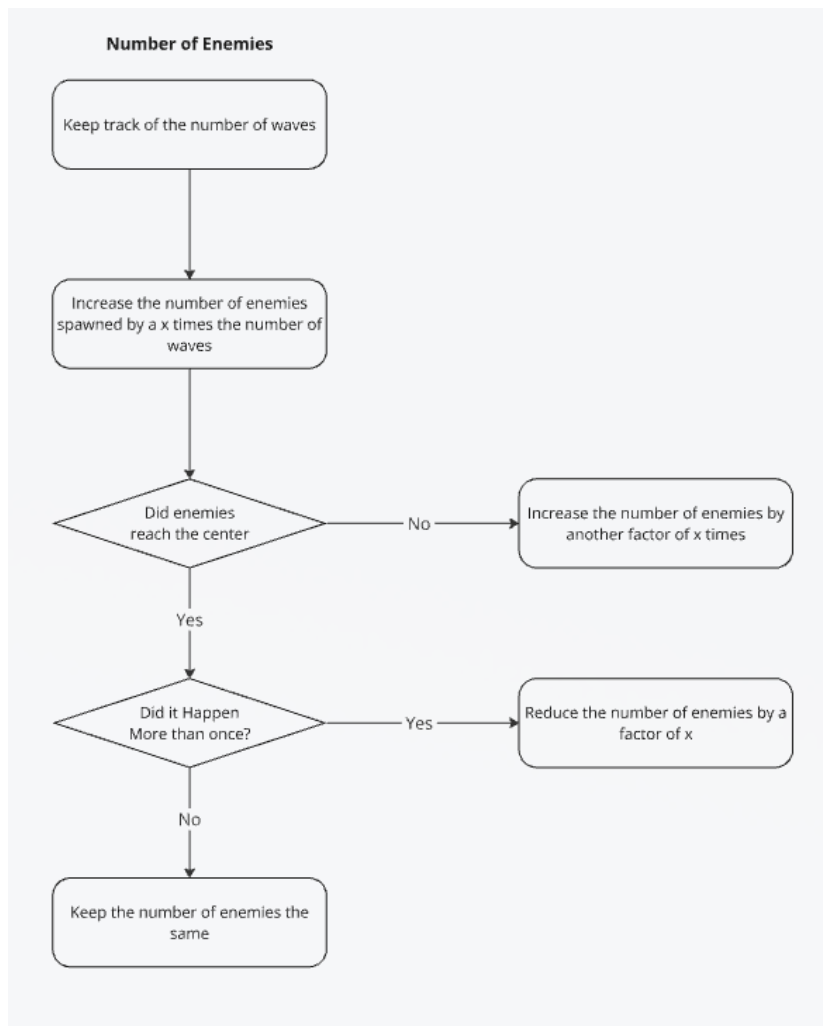 Number of Enemies
Keep track of the number of waves
Increase the number of enemies
spawned by a x times the number of
waves
Did enemies
reach the center
No
Increase the number of enemies by
another factor of x times
Yes
Did it Happen
More than once?
Yes
Reduce the number of enemies by a
factor of x
No
Keep the number of enemies the
same